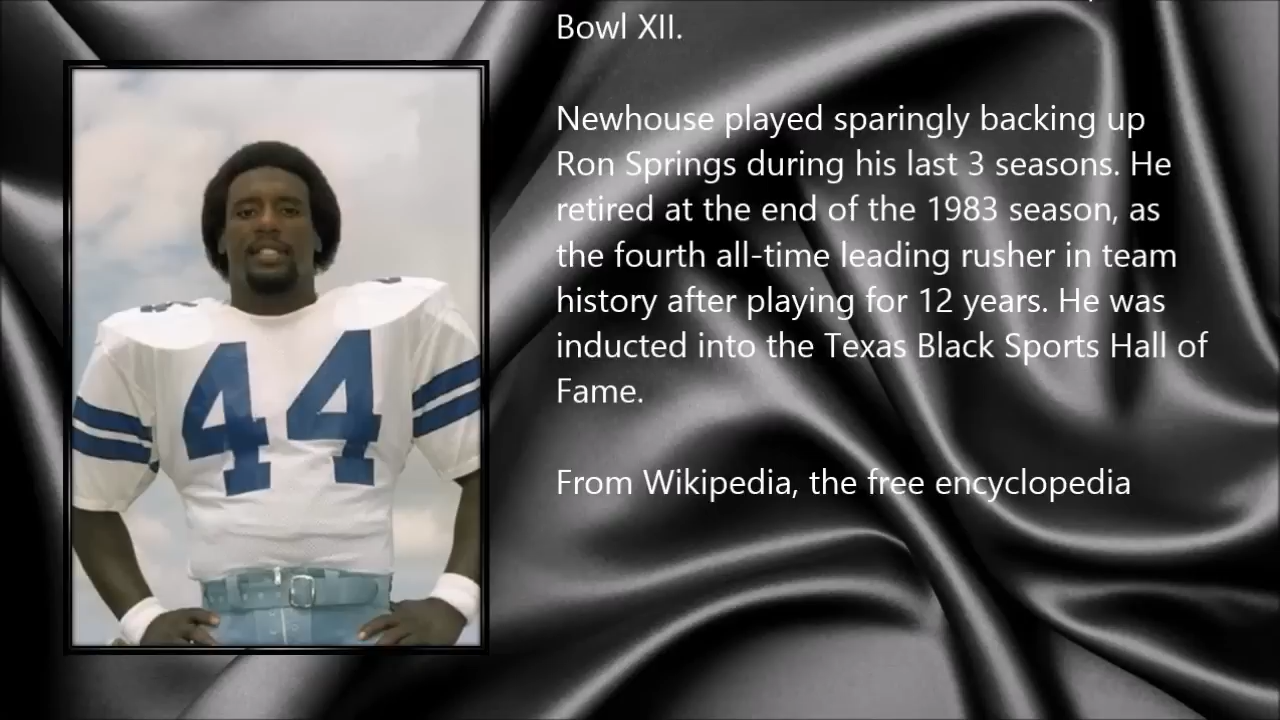 Bowl XII.
Newhouse played sparingly backing up
Ron Springs during his last 3 seasons. He
retired at the end of the 1983 season, as
the fourth all-time leading rusher in team
history after playing for 12 years. He was
inducted into the Texas Black Sports Hall of
Fame.
From Wikipedia, the free encyclopedia
44